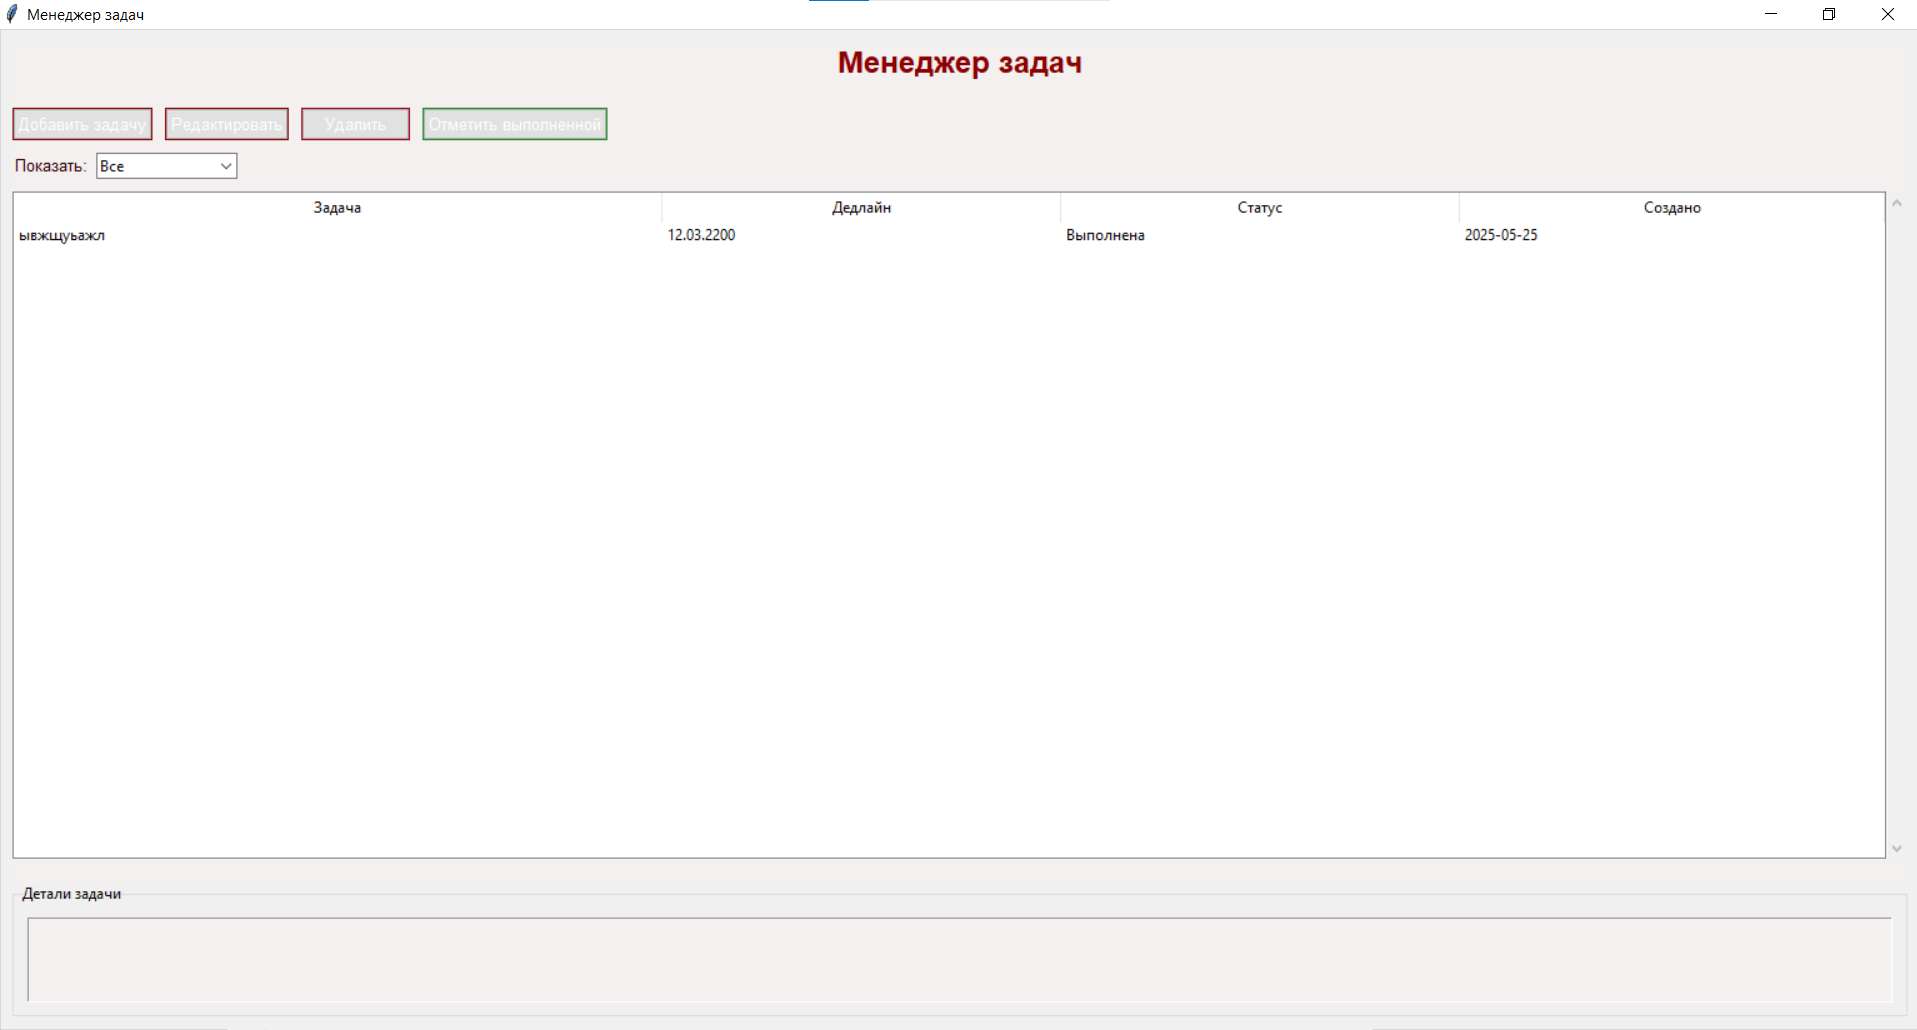 Менеджер задач
Менеджер задач
Добавить задачу Редактировать Удалить Отметить выполненной
Показать: Все
Задача Дедлайн Статус Создано
ывжщуьажл 12.03.2200 Выполнена 2025-05-25
Детали задачи